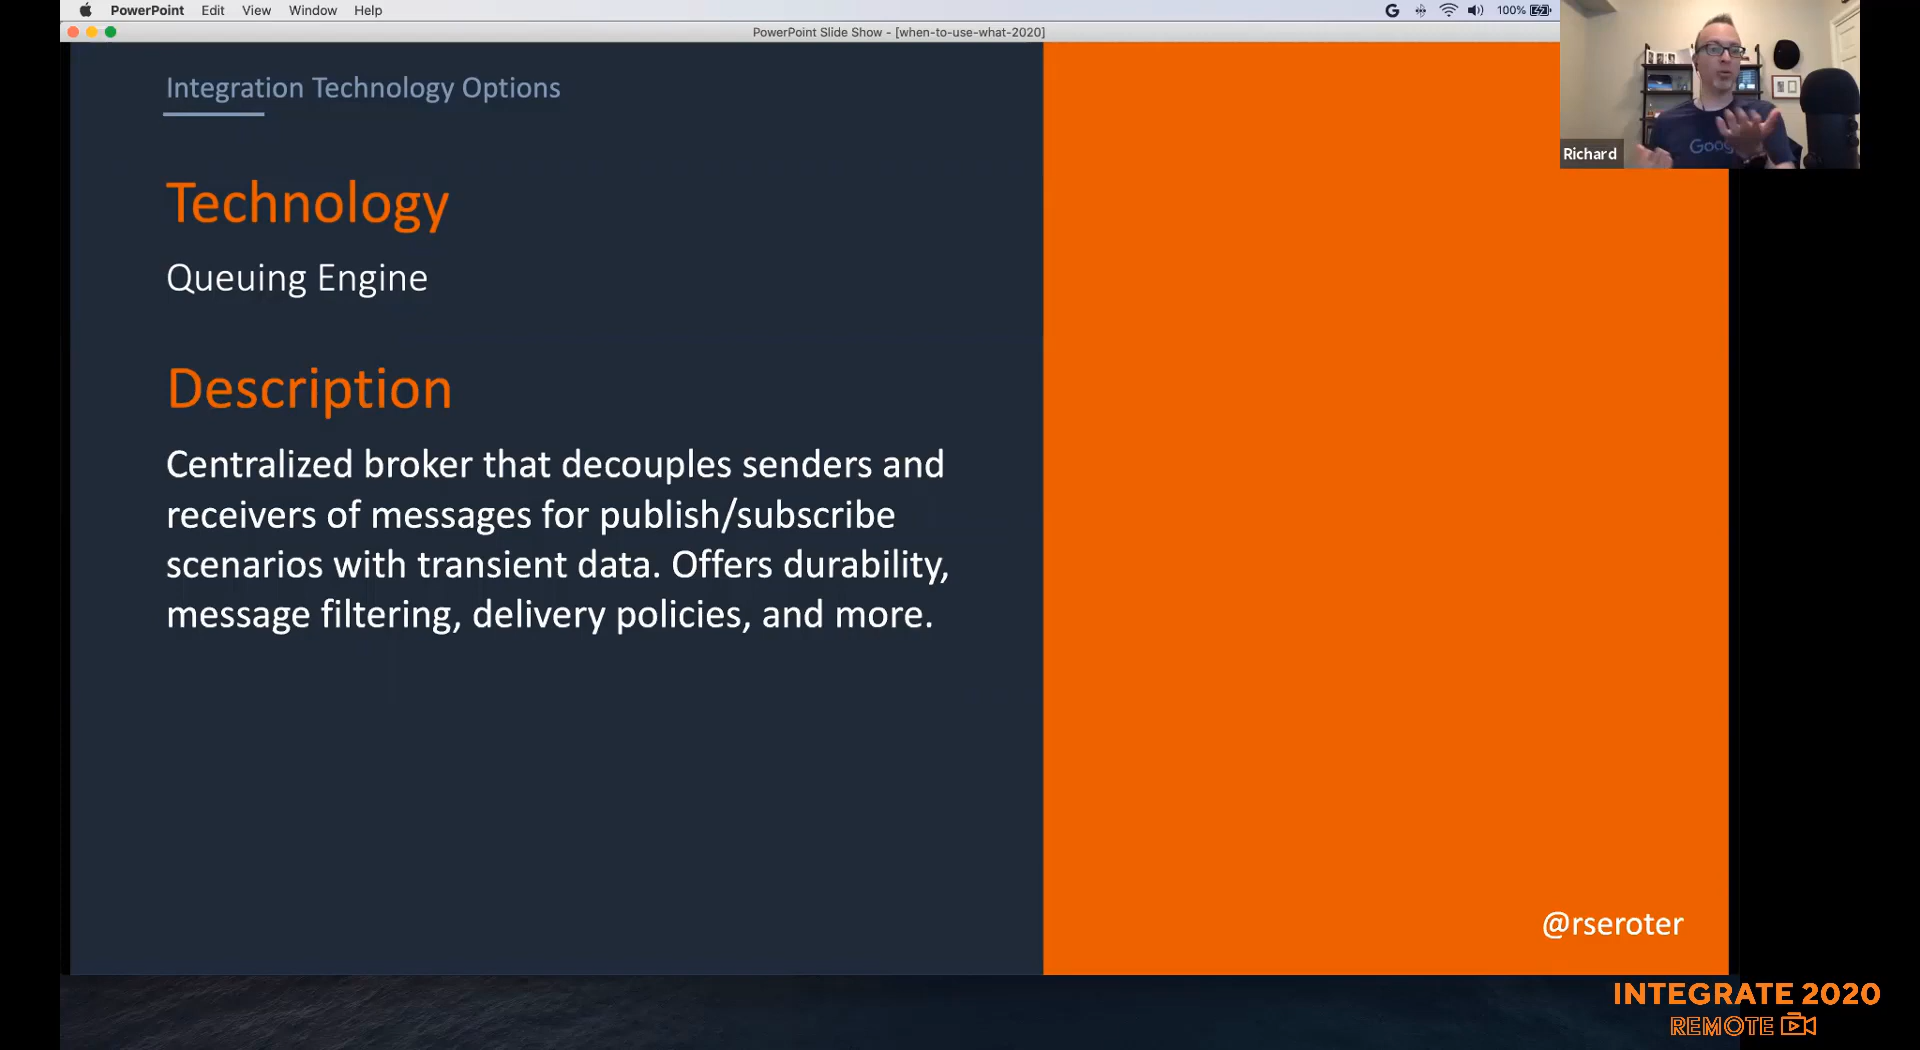 PowerPoint Edit View Window Help
G 100%
PowerPoint Slide Show - [when-to-use-what-2020]
Integration Technology Options
Technology
Queuing Engine
Description
Centralized broker that decouples senders and
receivers of messages for publish/subscribe
scenarios with transient data. Offers durability,
message filtering, delivery policies, and more.
Goog
Richard
@rseroter
INTEGRATE 2020
REMOTE